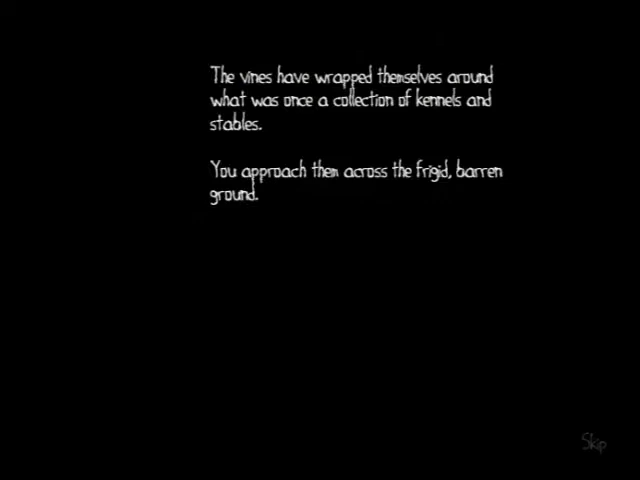 The vines have wrapped themselves around
what was once a collection of kennels and
stables.
You approach them across the frigid, barren
ground.
Skip